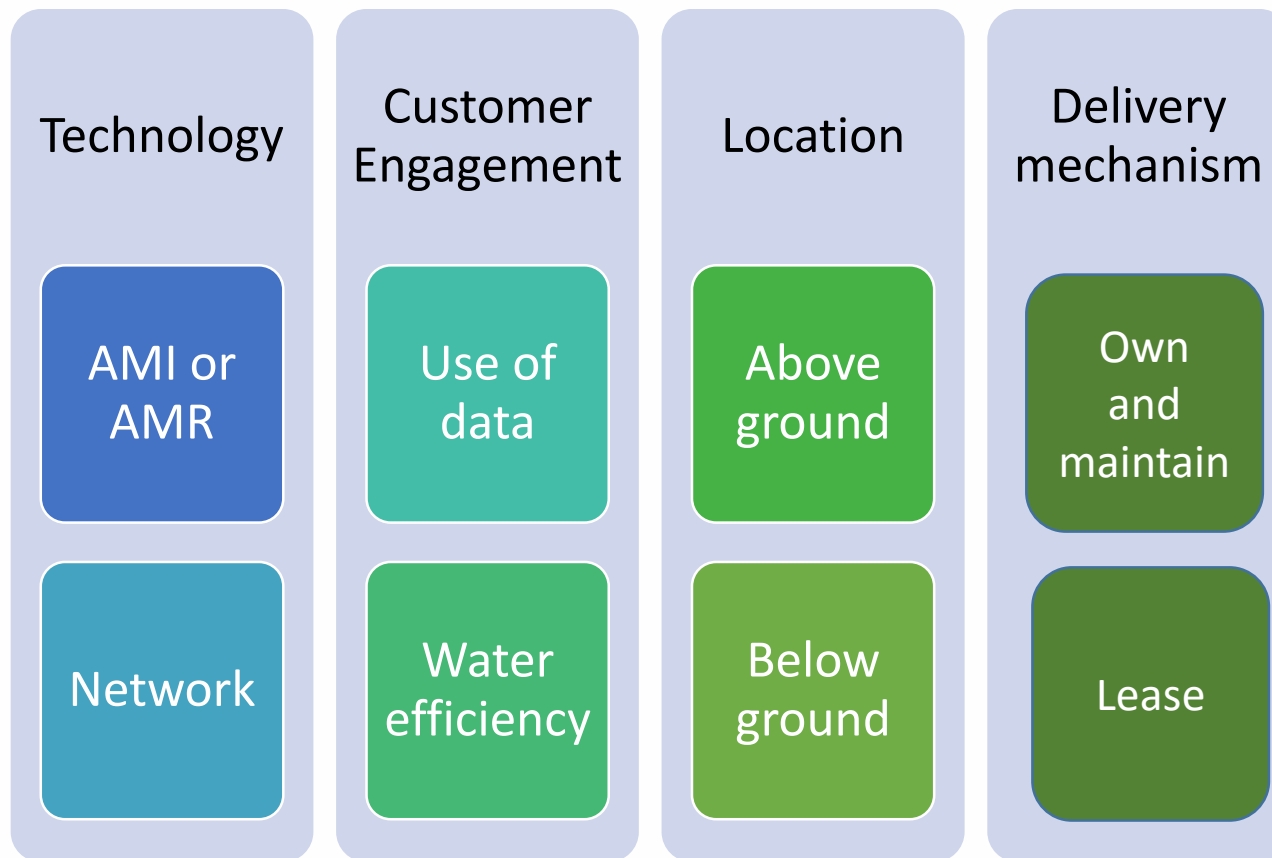 Technology
AMI or
AMR
Network
Customer
Engagement
Use of
data
Water
efficiency
Location
Above
ground
Below
ground
Delivery
mechanism
Own
and
maintain
Lease